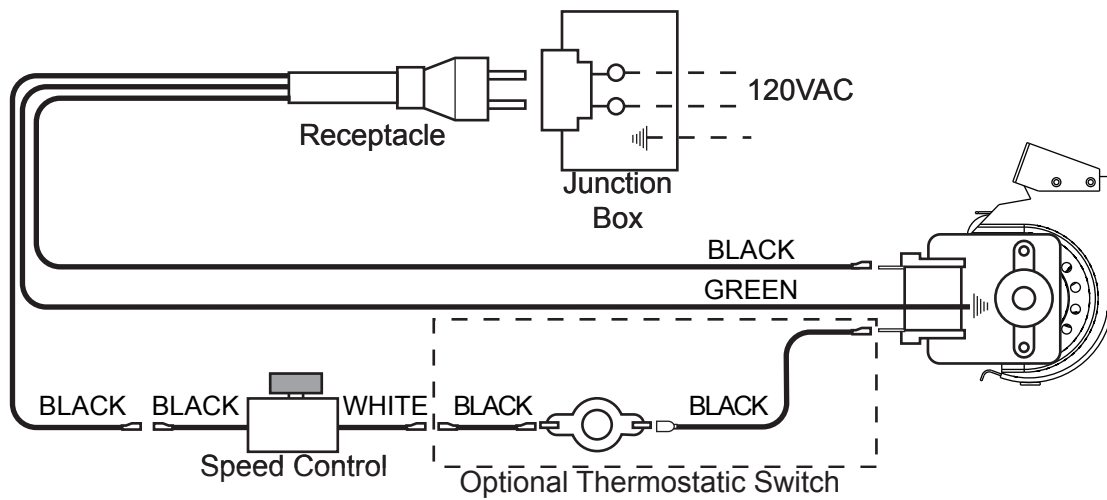 120VAC
Receptacle
Junction
Box
BLACK
GREEN
BLACK BLACK WHITE BLACK BLACK
Speed Control
Optional Thermostatic Switch